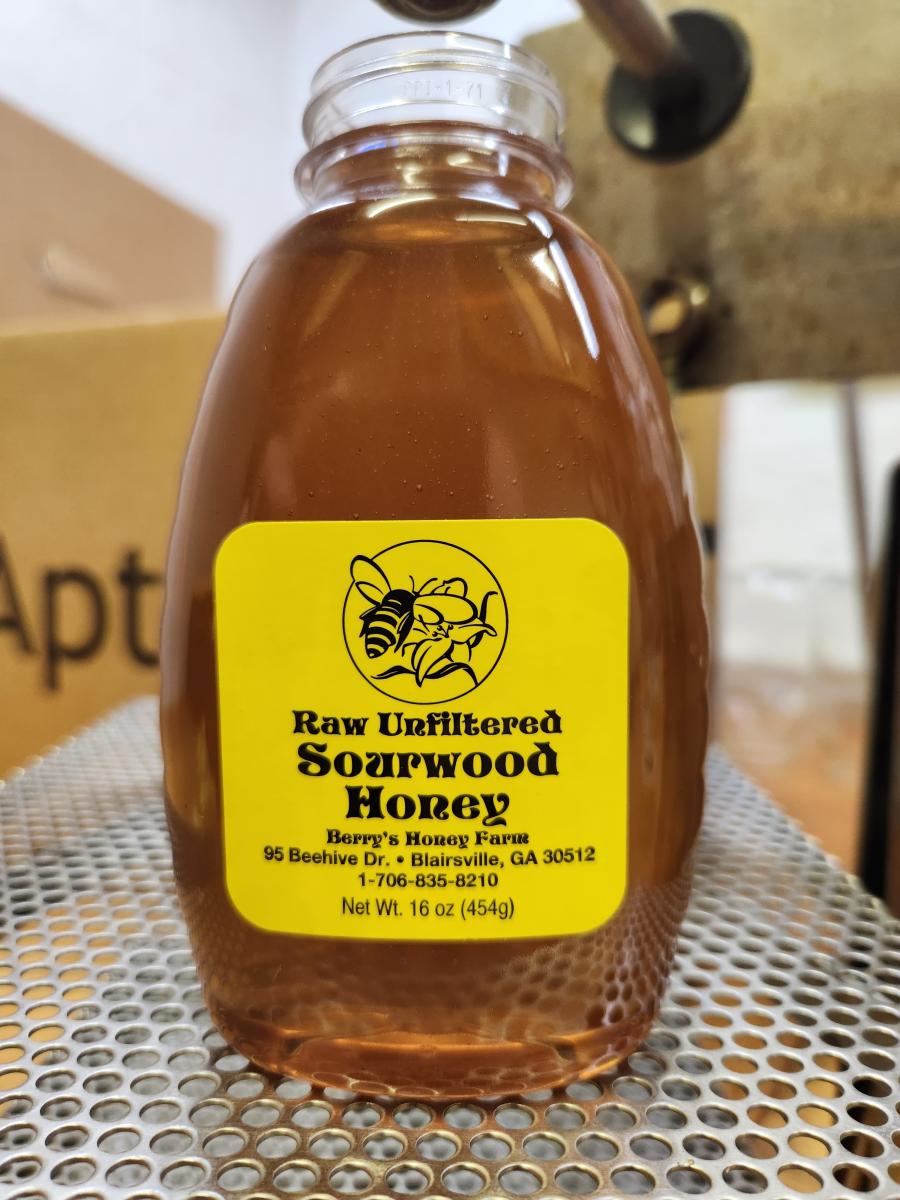 Apt
Raw Unfiltered
Sourwood
Honey
Berry's Honey Farm
95 Beehive Dr. • Blairsville, GA 30512
1-706-835-8210
Net Wt. 16 oz (454g)